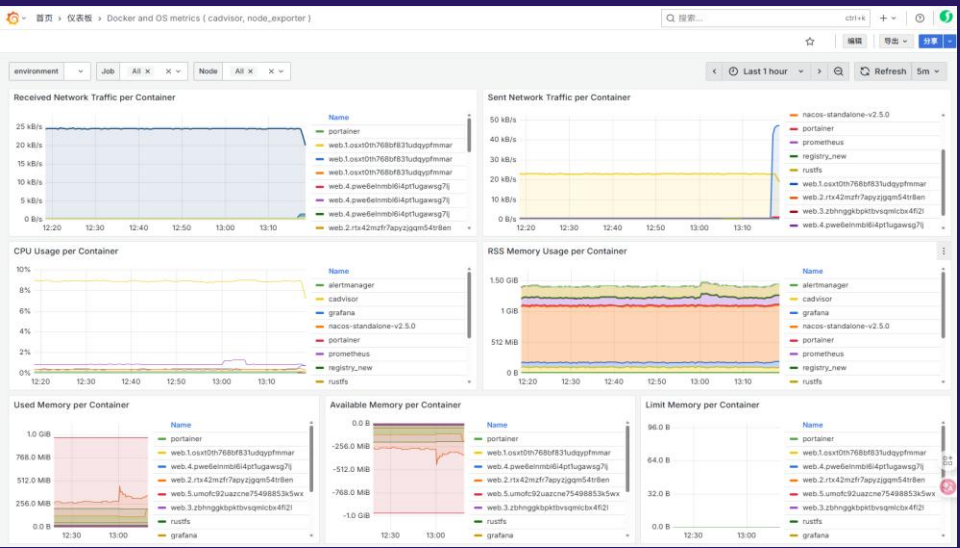 首页 › 仪表板 › Docker and OS metrics ( cadvisor, node_exporter )
搜索...
ctrl+k
编辑
导出
分享
environment
Job
All ×
Node
All ×
Last 1 hour
Refresh
5m
Received Network Traffic per Container
25 kB/s
20 kB/s
15 kB/s
10 kB/s
5 kB/s
0 B/s
12:20 12:30 12:40 12:50 13:00 13:10
Name
portainer
web.1.osxt0th768bf831udqypfmmar
web.1.osxt0th768bf831udqypfmmar
web.1.osxt0th768bf831udqypfmmar
web.4.pwe6elnmbl6i4pt1ugawsg7lj
web.4.pwe6elnmbl6i4pt1ugawsg7lj
web.4.pwe6elnmbl6i4pt1ugawsg7lj
web.2.rtx42mzfr7apyzjgqm54tr8en
Sent Network Traffic per Container
50 kB/s
40 kB/s
30 kB/s
20 kB/s
10 kB/s
0 B/s
12:20 12:30 12:40 12:50 13:00 13:10
nacos-standalone-v2.5.0
portainer
prometheus
registry_new
rustfs
web.1.osxt0th768bf831udqypfmmar
web.2.rtx42mzfr7apyzjgqm54tr8en
web.3.zbhnggkbpktbvsqmlcbx4fi2l
web.4.pwe6elnmbl6i4pt1ugawsg7lj
CPU Usage per Container
10%
8%
6%
4%
2%
0%
12:20 12:30 12:40 12:50 13:00 13:10
Name
alertmanager
cadvisor
grafana
nacos-standalone-v2.5.0
portainer
prometheus
registry_new
rustfs
RSS Memory Usage per Container
1.50 GiB
1 GiB
512 MiB
0 B
12:20 12:30 12:40 12:50 13:00 13:10
Name
alertmanager
cadvisor
grafana
nacos-standalone-v2.5.0
portainer
prometheus
registry_new
rustfs
Used Memory per Container
1.0 GiB
768.0 MiB
512.0 MiB
256.0 MiB
0.0 B
12:30 13:00
Name
portainer
web.1.osxt0th768bf831udqypfmmar
web.4.pwe6elnmbl6i4pt1ugawsg7lj
web.2.rtx42mzfr7apyzjgqm54tr8en
web.5.umofc92uazcne75498853k5wx
web.3.zbhnggkbpktbvsqmlcbx4fi2l
rustfs
grafana
Available Memory per Container
0.0 B
-256.0 MiB
-512.0 MiB
-768.0 MiB
-1.0 GiB
12:30 13:00
Name
portainer
web.1.osxt0th768bf831udqypfmmar
web.4.pwe6elnmbl6i4pt1ugawsg7lj
web.2.rtx42mzfr7apyzjgqm54tr8en
web.5.umofc92uazcne75498853k5wx
web.3.zbhnggkbpktbvsqmlcbx4fi2l
rustfs
grafana
Limit Memory per Container
96.0 B
64.0 B
32.0 B
0.0 B
12:30 13:00
Name
portainer
web.1.osxt0th768bf831udqypfmmar
web.4.pwe6elnmbl6i4pt1ugawsg7lj
web.2.rtx42mzfr7apyzjgqm54tr8en
web.5.umofc92uazcne75498853k5wx
web.3.zbhnggkbpktbvsqmlcbx4fi2l
rustfs
grafana